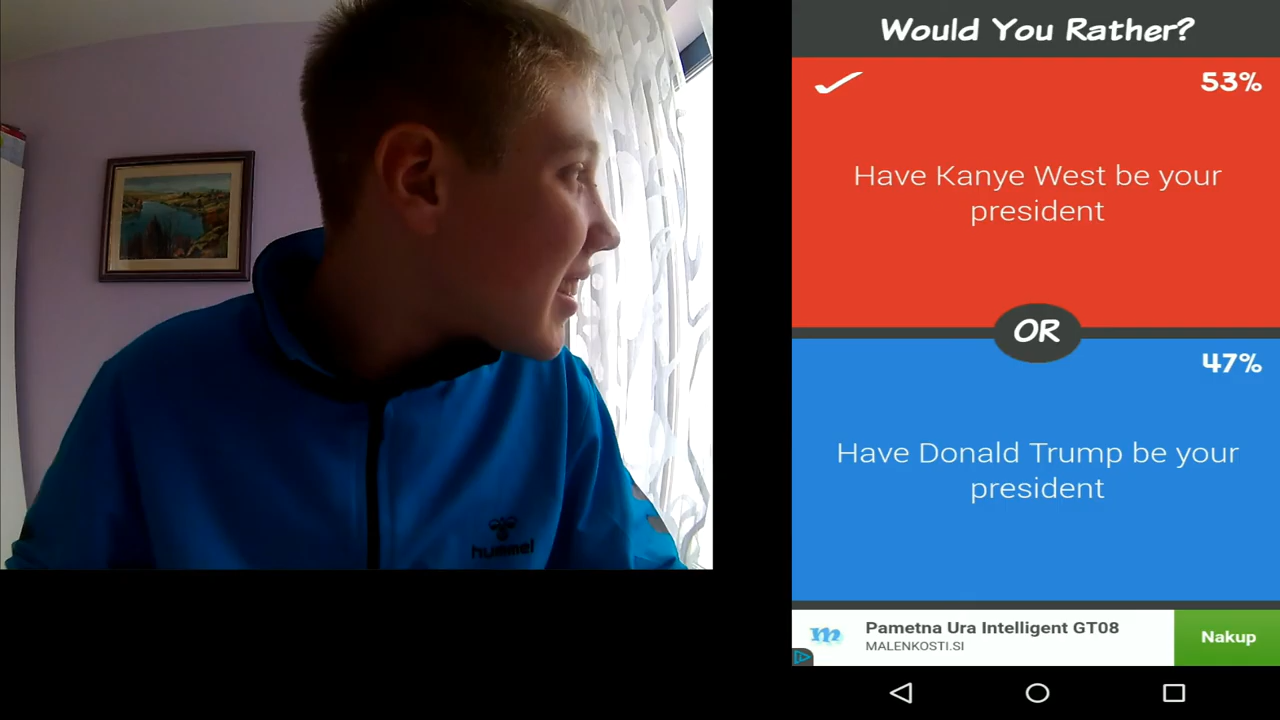 Would You Rather?
53%
Have Kanye West be your
president
OR
47%
Have Donald Trump be your
president
Pametna Ura Intelligent GT08
MALENKOSTI.SI
Nakup
hummel